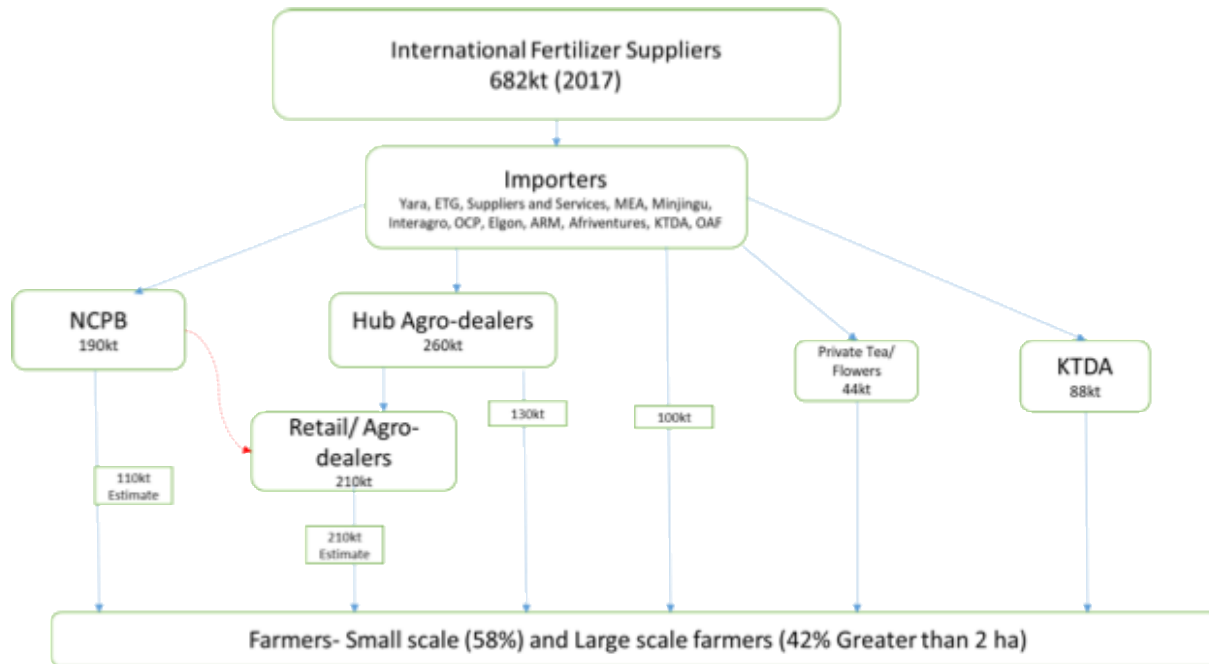 International Fertilizer Suppliers
682kt (2017)
Importers
Yara, ETG, Suppliers and Services, MEA, Minjingu,
Interagro, OCP, Elgon, ARM, Afriventures, KTDA, OAF
NCPB
190kt
Hub Agro-dealers
260kt
Private Tea/
Flowers
44kt
KTDA
88kt
Retail/ Agro-
dealers
210kt
130kt
100kt
110kt
Estimate
210kt
Estimate
Farmers- Small scale (58%) and Large scale farmers (42% Greater than 2 ha)